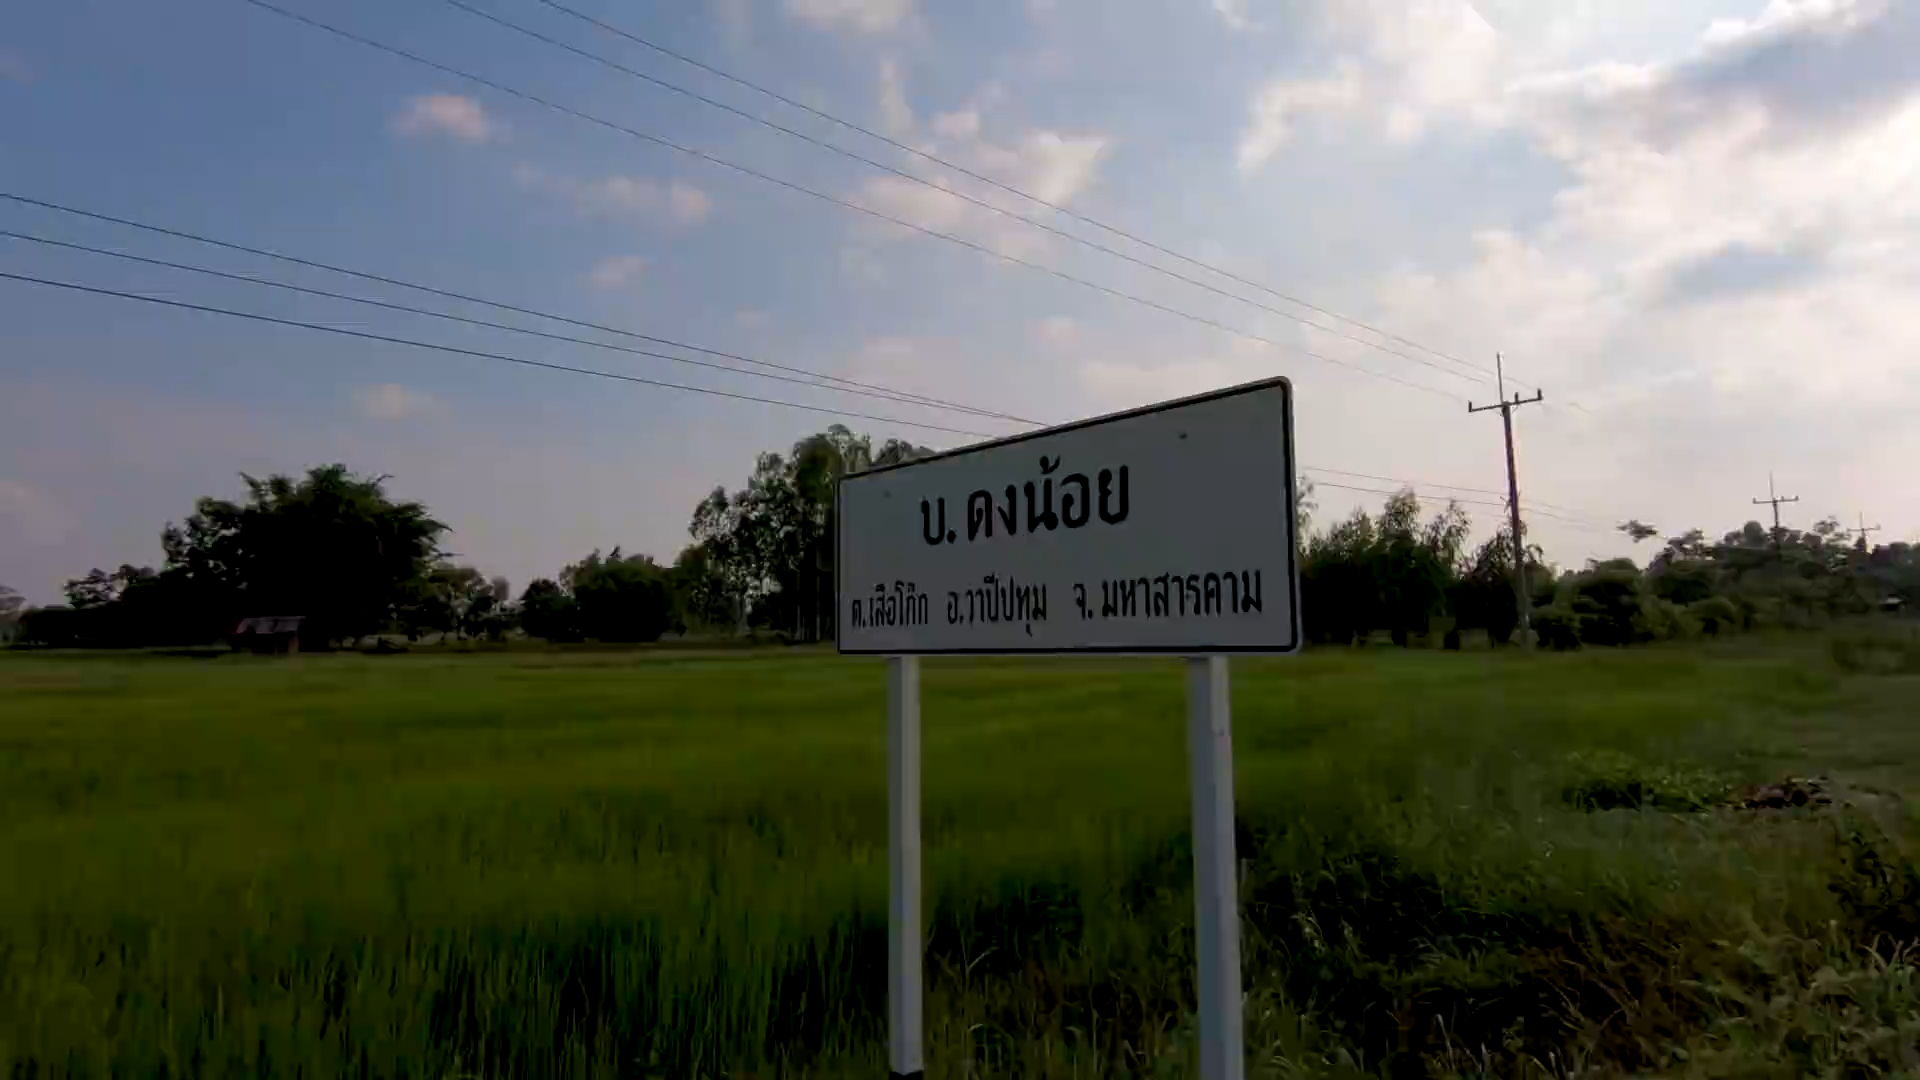 บ. ดงน้อย
ต.เสือโก๊ก อ.วาปีปทุม จ. มหาสารคาม